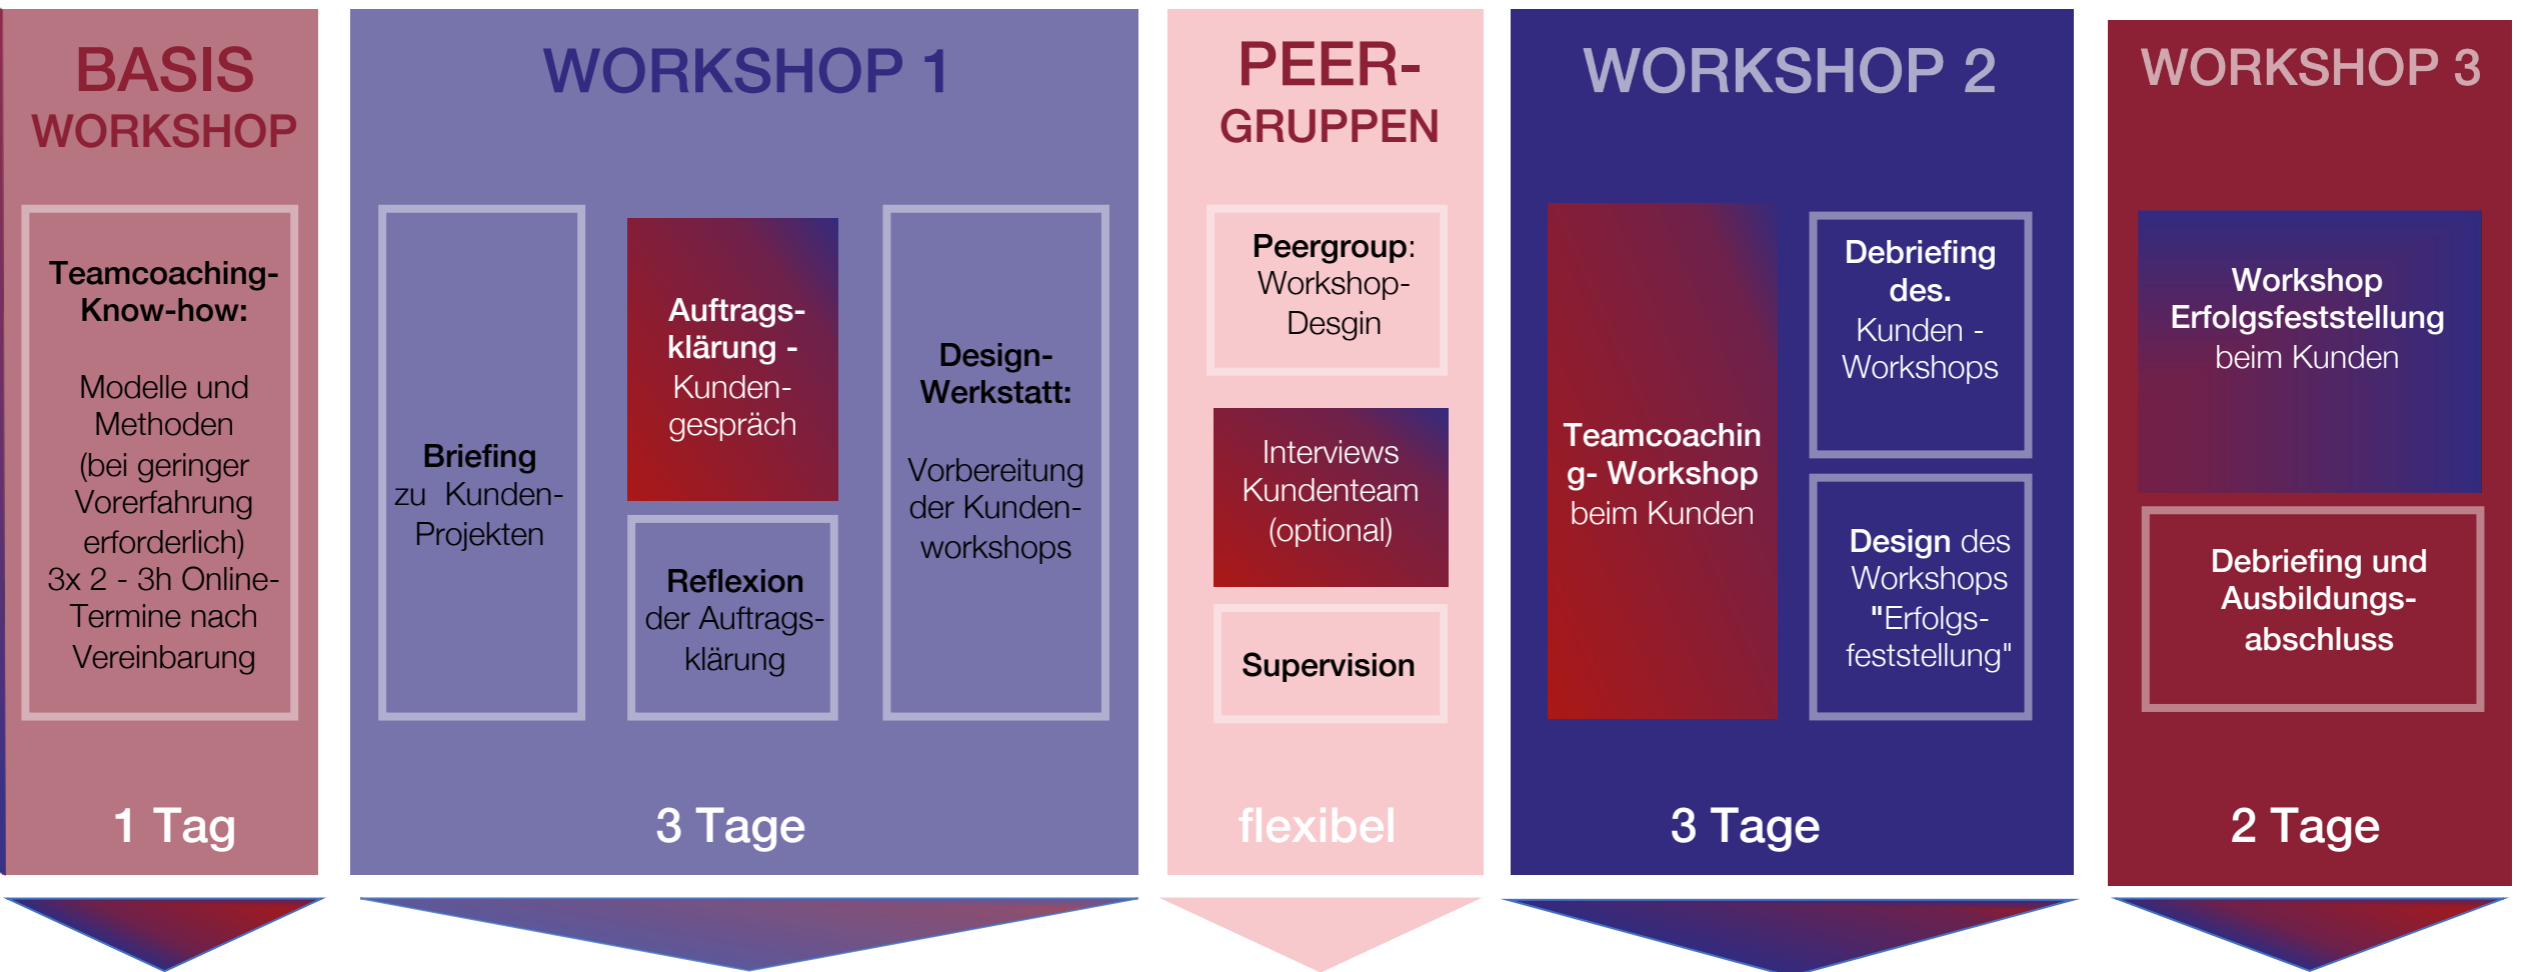 BASIS
WORKSHOP
Teamcoaching-
Know-how:
Modelle und
Methoden
(bei geringer
Vorerfahrung
erforderlich)
3x 2 - 3h Online-
Termine nach
Vereinbarung
1 Tag
WORKSHOP 1
Briefing
zu Kunden-
Projekten
Auftrags-
klärung -
Kunden-
gespräch
Reflexion
der Auftrags-
klärung
Design-
Werkstatt:
Vorbereitung
der Kunden-
workshops
3 Tage
PEER-
GRUPPEN
Peergroup:
Workshop-
Desgin
Interviews
Kundenteam
(optional)
Supervision
flexibel
WORKSHOP 2
Teamcoachin
g- Workshop
beim Kunden
Debriefing
des.
Kunden -
Workshops
Design des
Workshops
"Erfolgs-
feststellung"
3 Tage
WORKSHOP 3
Workshop
Erfolgsfeststellung
beim Kunden
Debriefing und
Ausbildungs-
abschluss
2 Tage